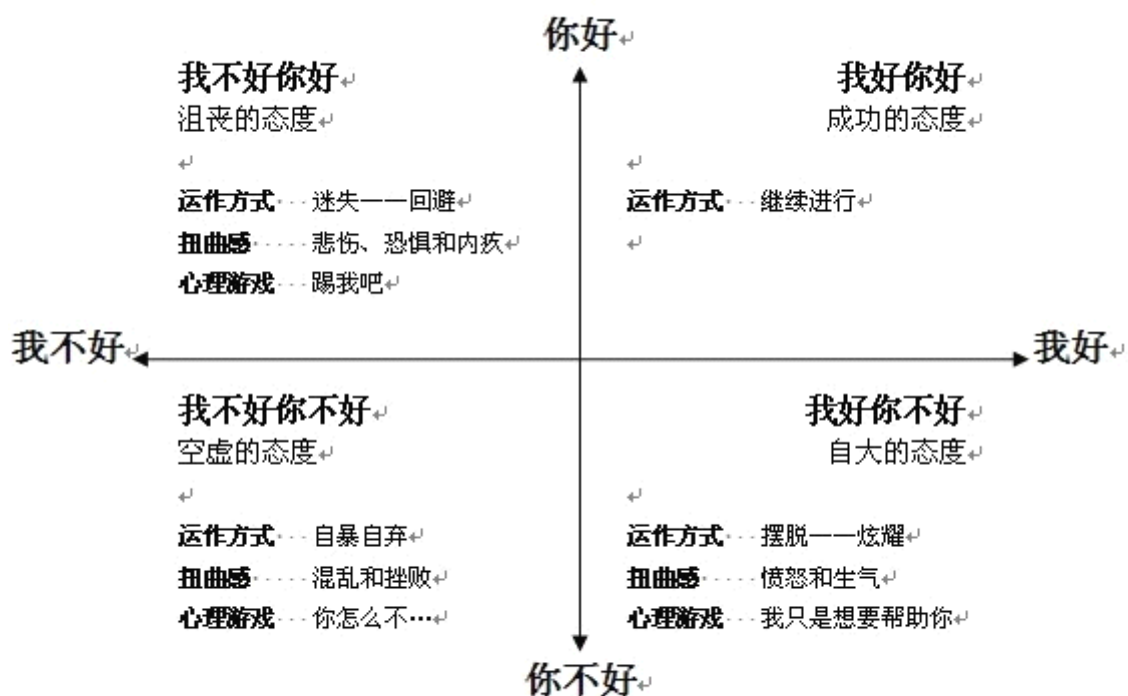 你好
我不好你好
沮丧的态度
运作方式 迷失——回避
扭曲感 悲伤、恐惧和内疚
心理游戏 踢我吧
我好你好
成功的态度
运作方式 继续进行
我不好
我好
我不好你不好
空虚的态度
运作方式 自暴自弃
扭曲感 混乱和挫败
心理游戏 你怎么不…
我好你不好
自大的态度
运作方式 摆脱——炫耀
扭曲感 愤怒和生气
心理游戏 我只是想要帮助你
你不好